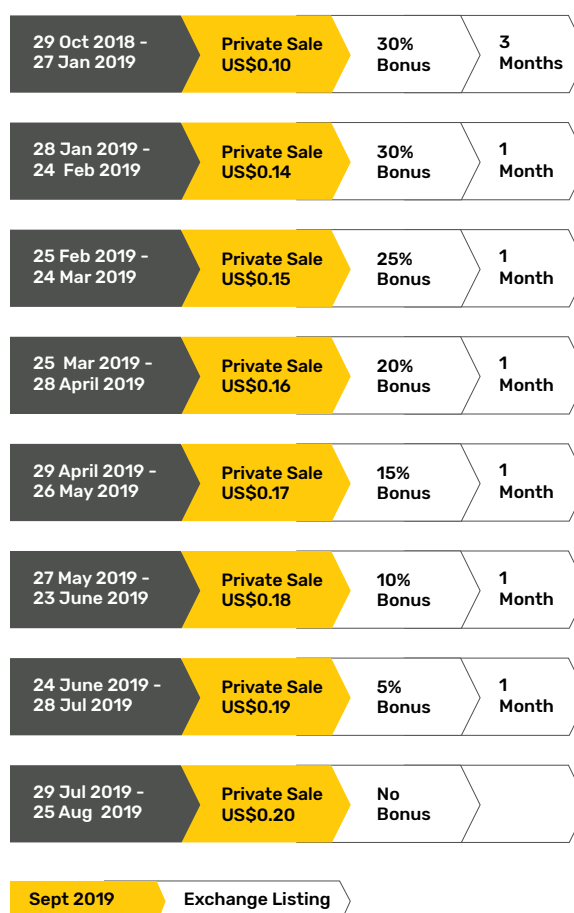 29 Oct 2018 -
27 Jan 2019
Private Sale
US$0.10
30%
Bonus
3
Months
28 Jan 2019 -
24 Feb 2019
Private Sale
US$0.14
30%
Bonus
1
Month
25 Feb 2019 -
24 Mar 2019
Private Sale
US$0.15
25%
Bonus
1
Month
25 Mar 2019 -
28 April 2019
Private Sale
US$0.16
20%
Bonus
1
Month
29 April 2019 -
26 May 2019
Private Sale
US$0.17
15%
Bonus
1
Month
27 May 2019 -
23 June 2019
Private Sale
US$0.18
10%
Bonus
1
Month
24 June 2019 -
28 Jul 2019
Private Sale
US$0.19
5%
Bonus
1
Month
29 Jul 2019 -
25 Aug 2019
Private Sale
US$0.20
No
Bonus
Sept 2019
Exchange Listing